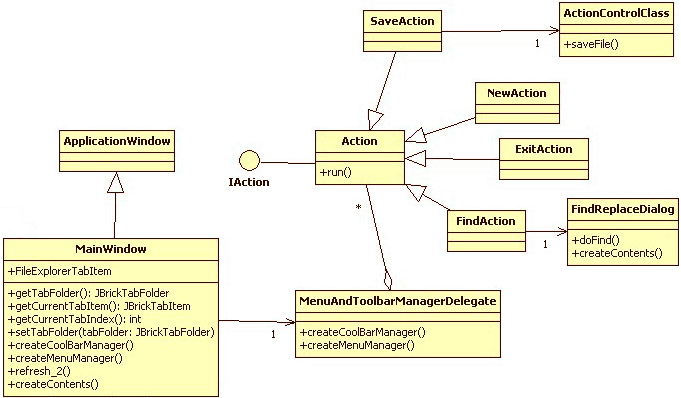 SaveAction
ActionControlClass
1
+saveFile()
NewAction
ApplicationWindow
Action
IAction
+run()
ExitAction
*
FindAction
FindReplaceDialog
1
+doFind()
+createContents()
MainWindow
+FileExplorerTabItem
+getTabFolder(): JBrickTabFolder
+getCurrentTabItem(): JBrickTabItem
+getCurrentTabIndex(): int
+setTabFolder(tabFolder: JBrickTabFolder)
+createCoolBarManager()
+createMenuManager()
+refresh_2()
+createContents()
1
MenuAndToolbarManagerDelegate
+createCoolBarManager()
+createMenuManager()